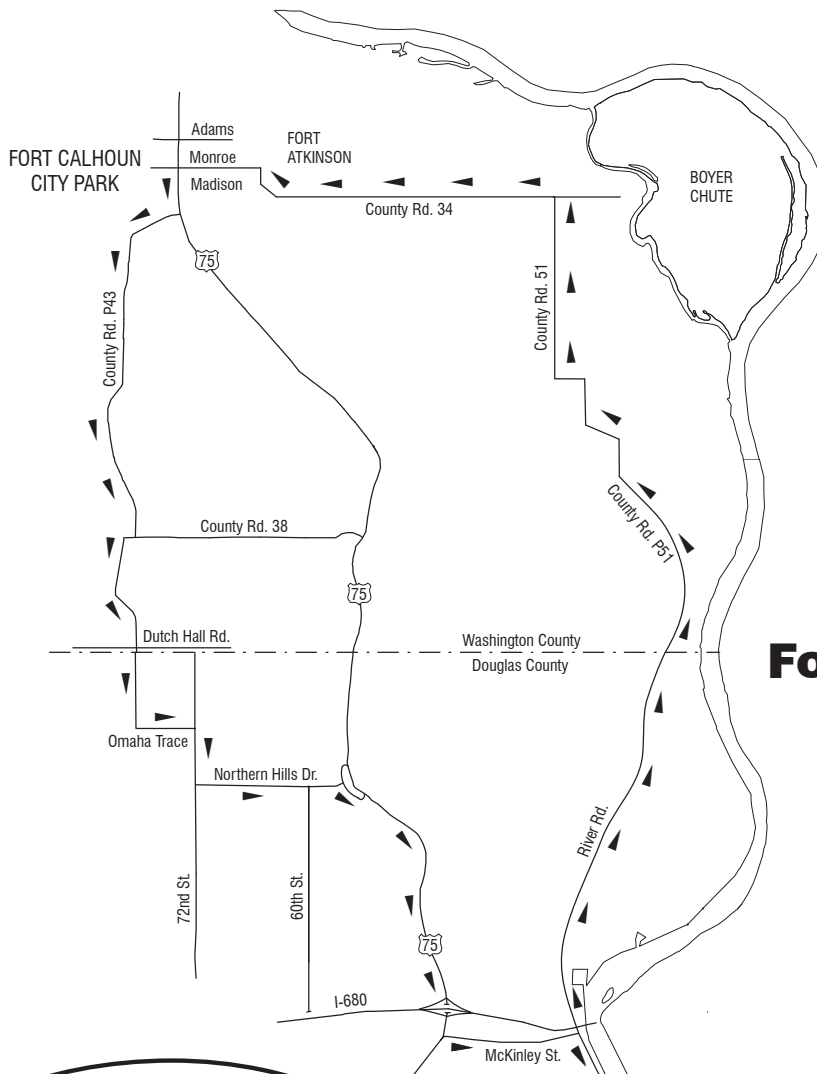 Adams
FORT CALHOUN
CITY PARK
Monroe
Madison
FORT
ATKINSON
BOYER
CHUTE
County Rd. 34
75
County Rd. P43
County Rd. 51
County Rd. 38
County Rd. P51
75
Dutch Hall Rd.
Washington County
Douglas County
Fo
Omaha Trace
Northern Hills Dr.
River Rd.
72nd St.
60th St.
75
I-680
McKinley St.